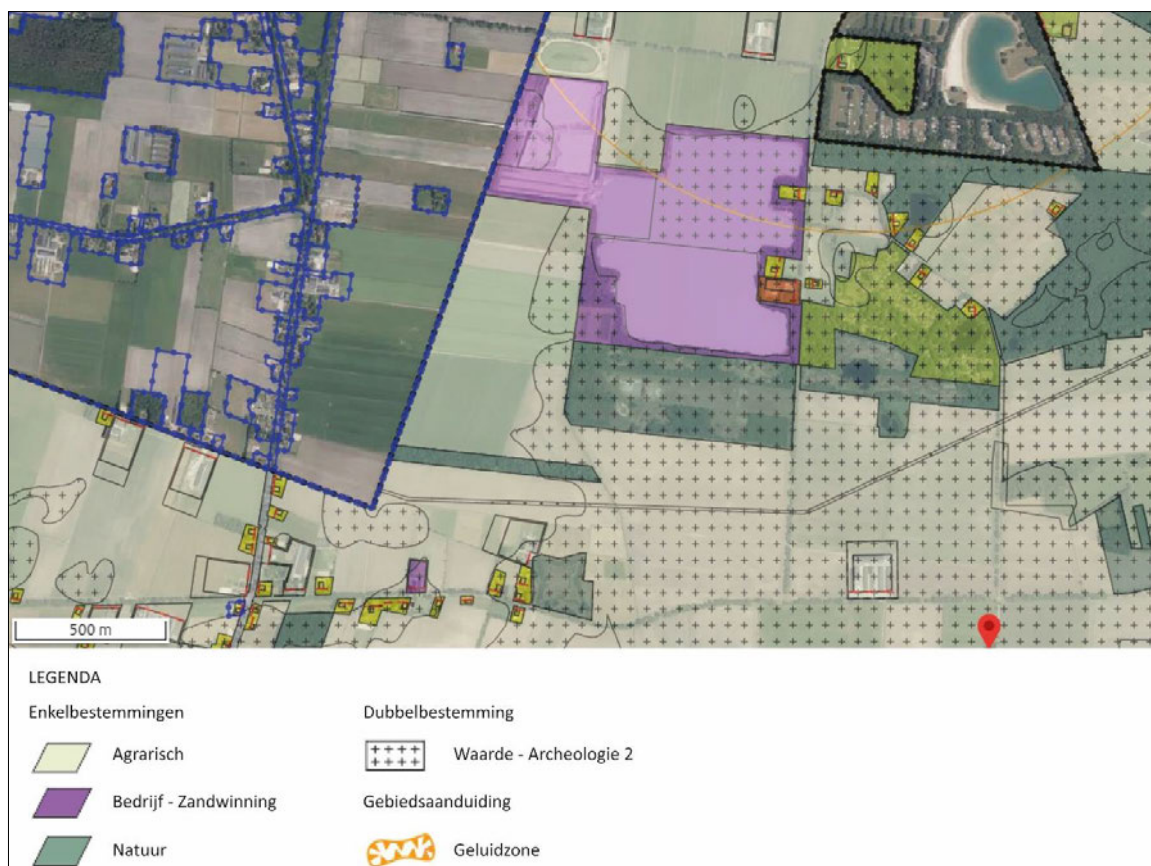 500 m
LEGENDA
Enkelbestemmingen
Dubbelbestemming
Agrarisch
Waarde - Archeologie 2
Bedrijf - Zandwinning
Gebiedsaanduiding
Natuur
Geluidzone